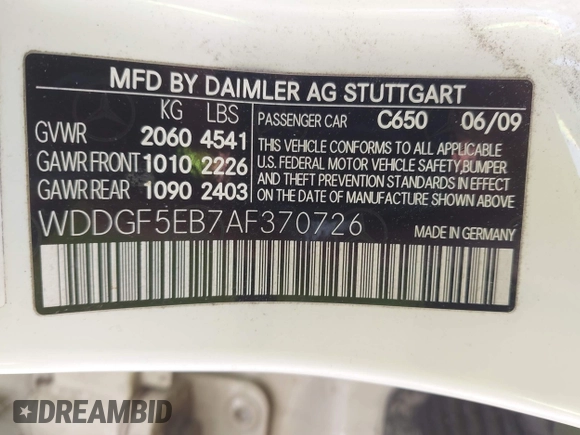 MFD BY DAIMLER AG STUTTGART
KG LBS
GVWR 2060 4541
GAWR FRONT 1010 2226
GAWR REAR 1090 2403
PASSENGER CAR C650 06/09
THIS VEHICLE CONFORMS TO ALL APPLICABLE
U.S. FEDERAL MOTOR VEHICLE SAFETY, BUMPER
AND THEFT PREVENTION STANDARDS IN EFFECT
ON THE DATE OF MANUFACTURE SHOWN ABOVE
WDDGF5EB7AF370726
MADE IN GERMANY
DREAMBID